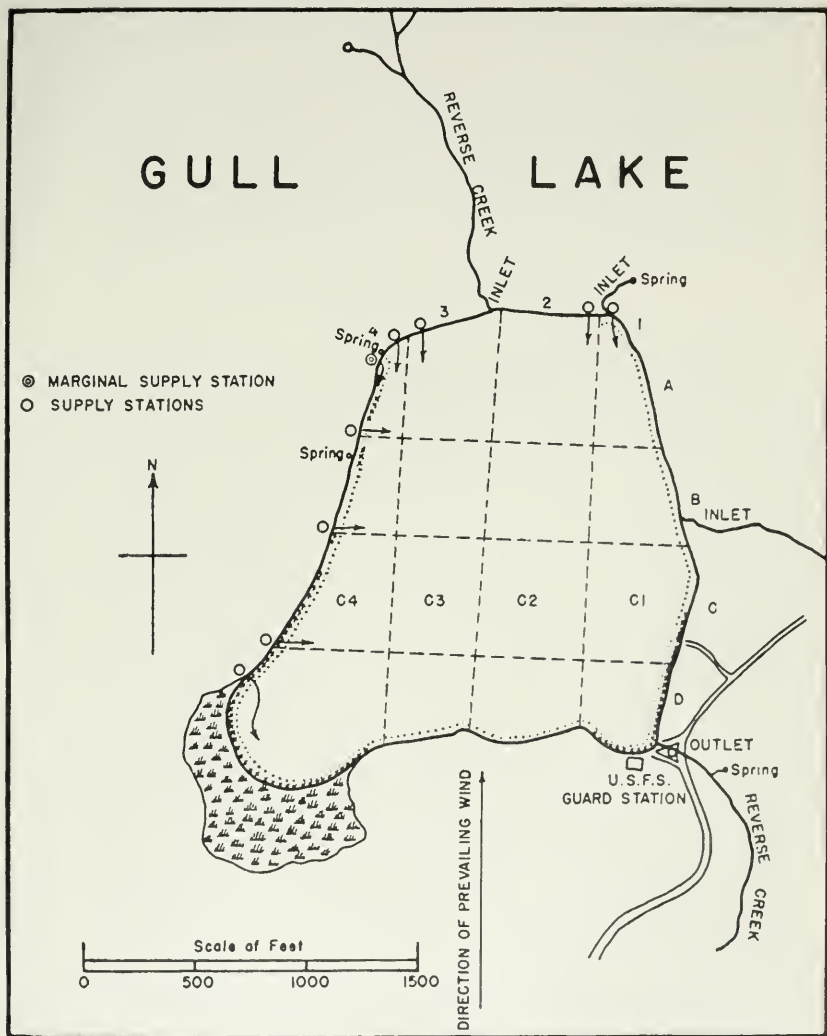 GULL LAKE
REVERSE CREEK
INLET
INLET
Spring
3
2
1
4
Spring
A
MARGINAL SUPPLY STATION
SUPPLY STATIONS
Spring
B
INLET
N
C4
C3
C2
C1
C
D
OUTLET
Spring
U.S.F.S.
GUARD STATION
REVERSE CREEK
DIRECTION OF PREVAILING WIND
Scale of Feet
0 500 1000 1500